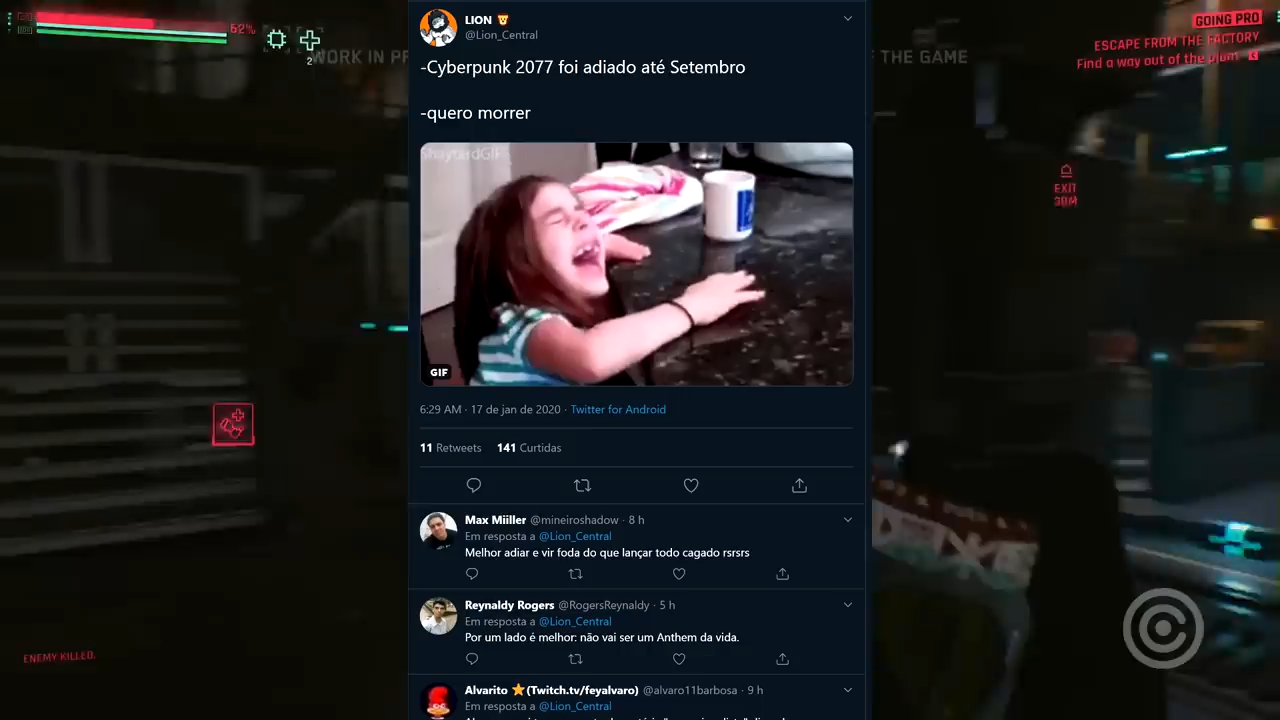 62%
2
WORK IN PR
F THE GAME
GOING PRO
ESCAPE FROM THE FACTORY
Find a way out of the
EXIT
30M
LION
@Lion_Central
-Cyberpunk 2077 foi adiado até Setembro
-quero morrer
ShaytardGIF
GIF
6:29 AM · 17 de jan de 2020 · Twitter for Android
11 Retweets 141 Curtidas
Max Miiller @mineiroshadow · 8 h
Em resposta a @Lion_Central
Melhor adiar e vir foda do que lançar todo cagado rsrsrs
Reynaldy Rogers @RogersReynaldy · 5 h
Em resposta a @Lion_Central
Por um lado é melhor: não vai ser um Anthem da vida.
Alvarito ⭐(Twitch.tv/feyalvaro) @alvaro11barbosa · 9 h
Em resposta a @Lion_Central
ENEMY KILLED.